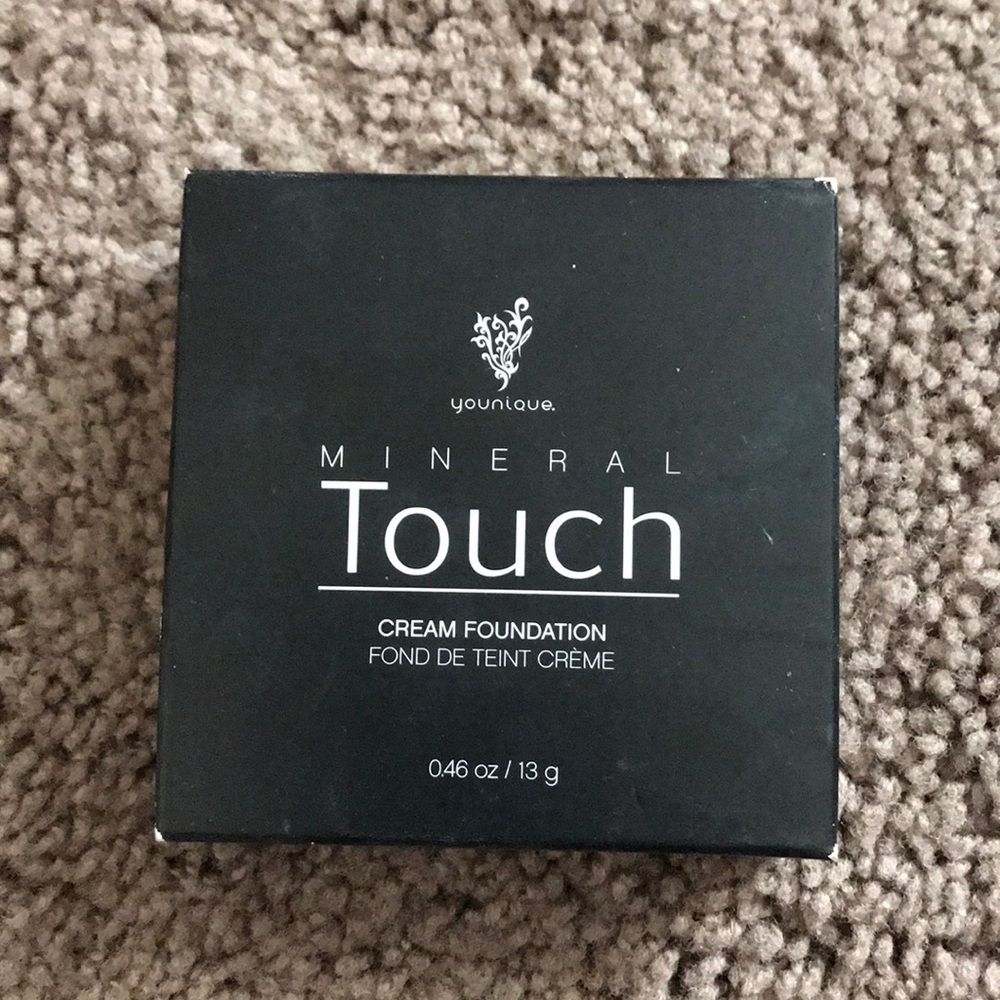 younique.
MINERAL
Touch
CREAM FOUNDATION
FOND DE TEINT CRÈME
0.46 oz / 13 g